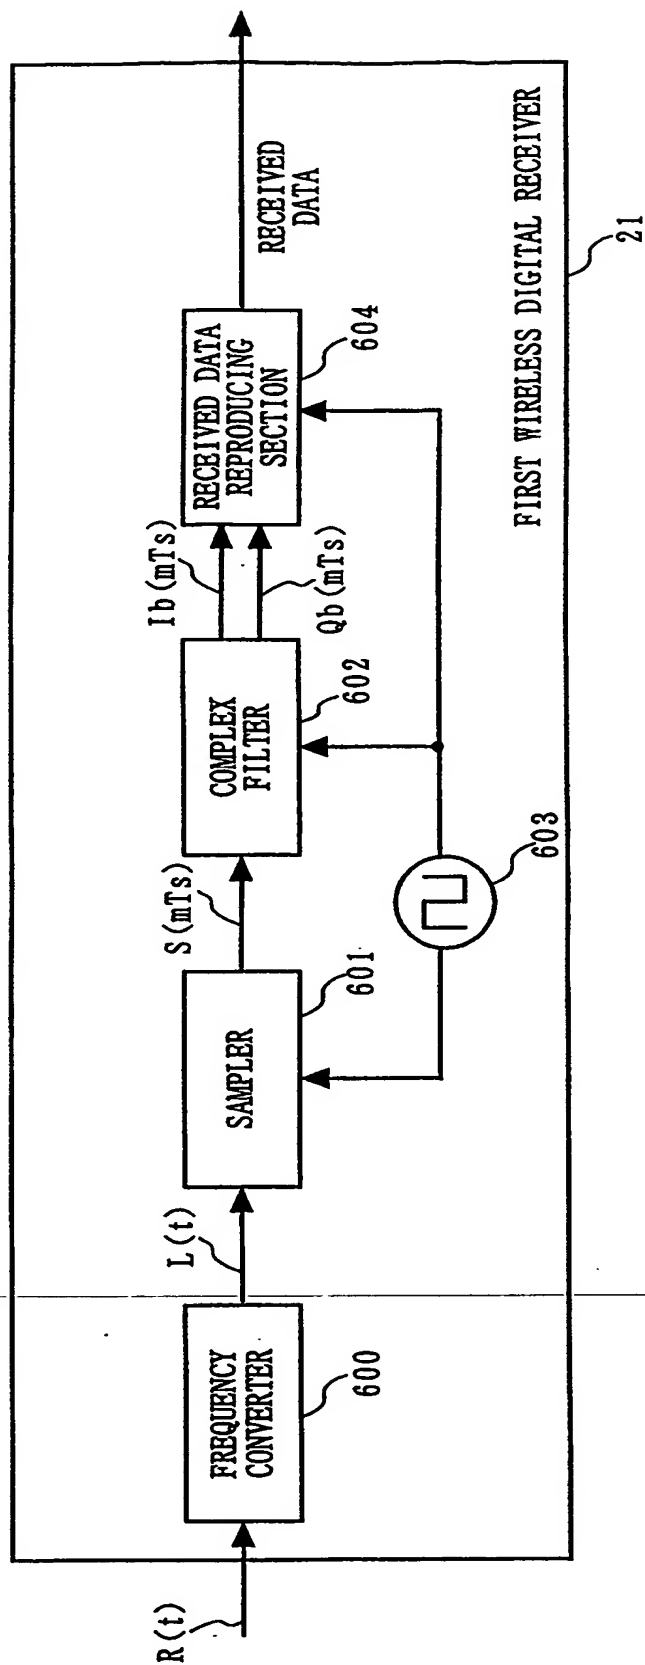 R(t)
FREQUENCY
CONVERTER
600
L(t)
SAMPLER
601
S(mTs)
COMPLEX
FILTER
602
603
Ib(mTs)
Qb(mTs)
RECEIVED DATA
REPRODUCING
SECTION
604
RECEIVED
DATA
FIRST WIRELESS DIGITAL RECEIVER
21